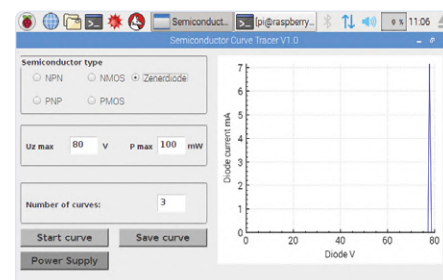 Semiconduct.. [pi@raspberry... 0 % 11:06
Semiconductor Curve Tracer V1.0
Semiconductor type
NPN NMOS Zenerdiode
PNP PMOS
Uz max 80 V P max 100 mW
Number of curves: 3
Start curve Save curve
Power Supply
Diode current mA
7
6
5
4
3
2
1
0
0 20 40 60 80
Diode V